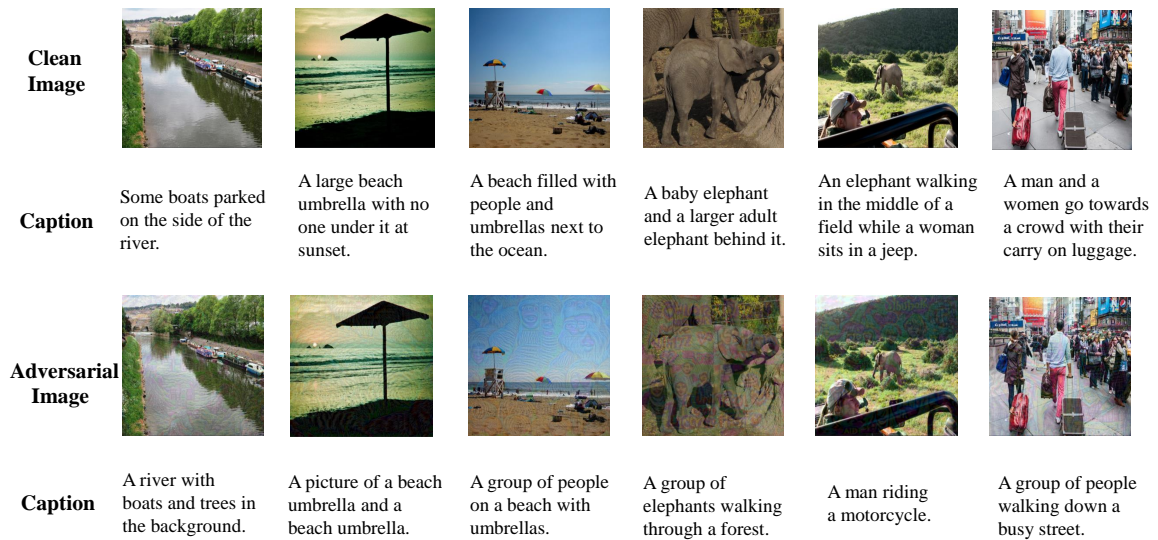 Clean
Image
Caption
Some boats parked
on the side of the
river.
A large beach
umbrella with no
one under it at
sunset.
A beach filled with
people and
umbrellas next to
the ocean.
A baby elephant
and a larger adult
elephant behind it.
An elephant walking
in the middle of a
field while a woman
sits in a jeep.
A man and a
women go towards
a crowd with their
carry on luggage.
Adversarial
Image
Caption
A river with
boats and trees in
the background.
A picture of a beach
umbrella and a
beach umbrella.
A group of people
on a beach with
umbrellas.
A group of
elephants walking
through a forest.
A man riding
a motorcycle.
A group of people
walking down a
busy street.